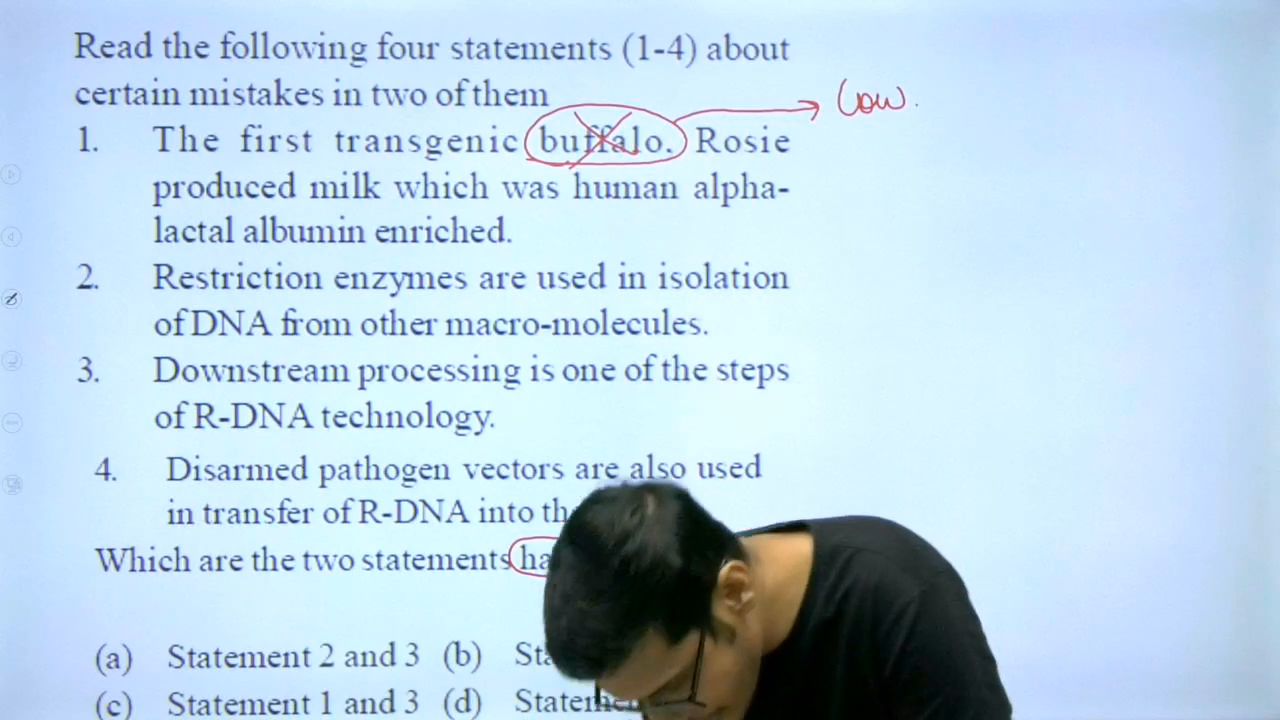 Read the following four statements (1-4) about
certain mistakes in two of them
1. The first transgenic buffalo. Rosie
cow.
produced milk which was human alpha-
lactal albumin enriched.
2. Restriction enzymes are used in isolation
of DNA from other macro-molecules.
3. Downstream processing is one of the steps
of R-DNA technology.
4. Disarmed pathogen vectors are also used
in transfer of R-DNA into
Which are the two statements
(a) Statement 2 and 3 (b)
(c) Statement 1 and 3 (d)